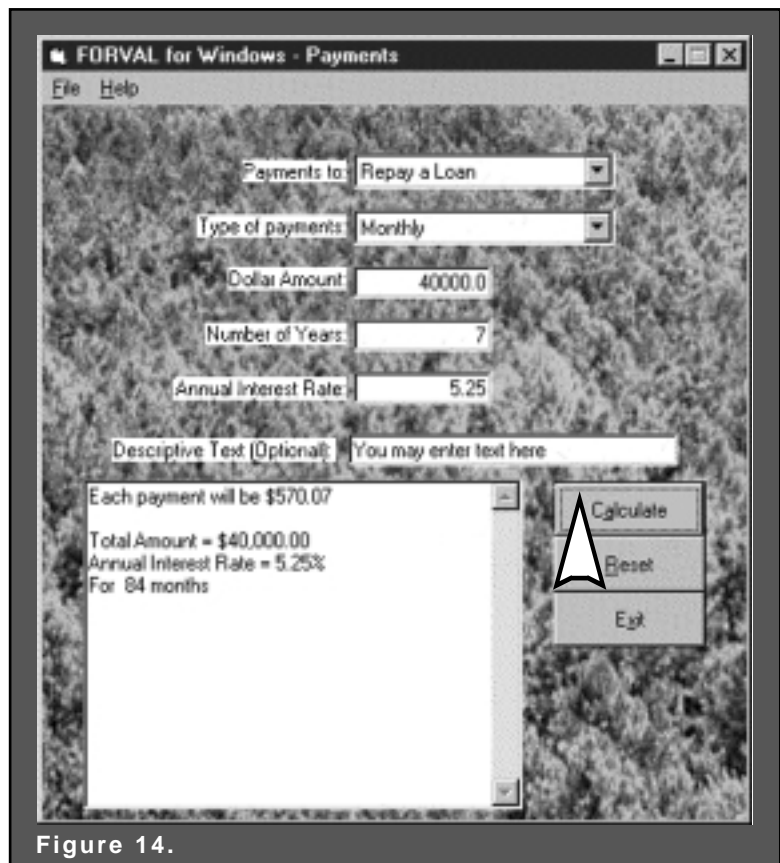 FORVAL for Windows - Payments
File Help
Payments to: Repay a Loan
Type of payments: Monthly
Dollar Amount: 40000.0
Number of Years: 7
Annual Interest Rate: 5.25
Descriptive Text (Optional): You may enter text here
Each payment will be $570.07
Total Amount = $40,000.00
Annual Interest Rate = 5.25%
For 84 months
Calculate
Reset
Exit
Figure 14.